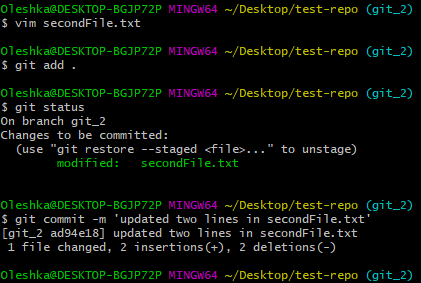 Oleshka@DESKTOP-BGJP72P MINGW64 ~/Desktop/test-repo (git_2)
$ vim secondFile.txt
Oleshka@DESKTOP-BGJP72P MINGW64 ~/Desktop/test-repo (git_2)
$ git add .
Oleshka@DESKTOP-BGJP72P MINGW64 ~/Desktop/test-repo (git_2)
$ git status
On branch git_2
Changes to be committed:
  (use "git restore --staged <file>..." to unstage)
        modified:   secondFile.txt
Oleshka@DESKTOP-BGJP72P MINGW64 ~/Desktop/test-repo (git_2)
$ git commit -m 'updated two lines in secondFile.txt'
[git_2 ad94e18] updated two lines in secondFile.txt
 1 file changed, 2 insertions(+), 2 deletions(-)
Oleshka@DESKTOP-BGJP72P MINGW64 ~/Desktop/test-repo (git_2)